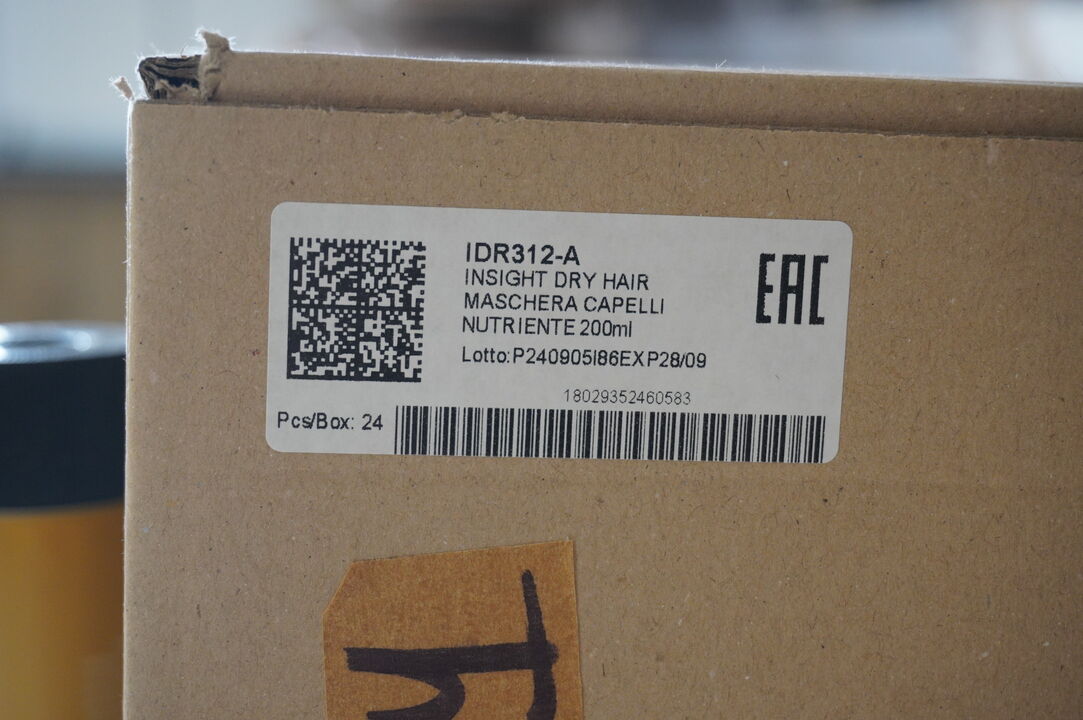 IDR312-A
INSIGHT DRY HAIR
MASCHERA CAPELLI
NUTRIENTE 200ml
Lotto:P240905I86EXP28/09
EAC
18029352460583
Pcs/Box: 24